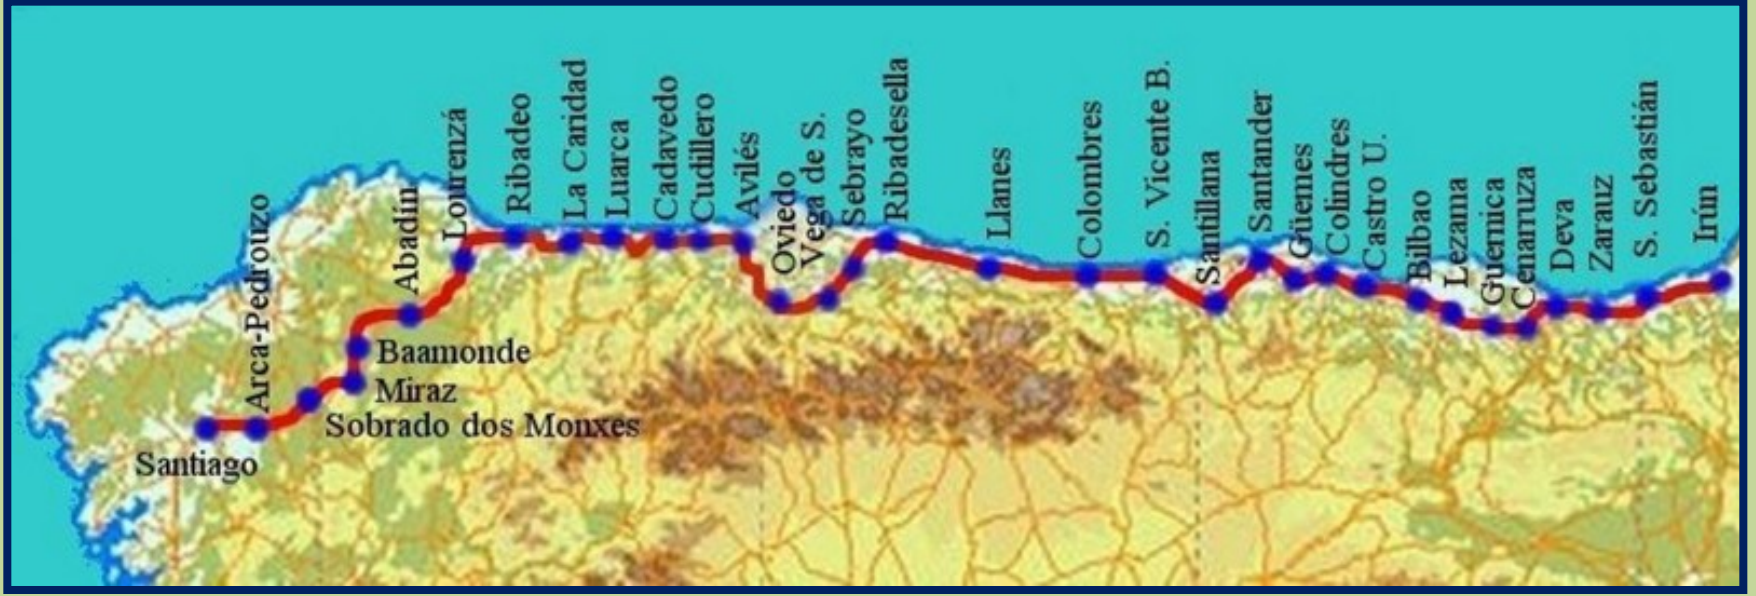 Santiago
Arca-Pedrouzo
Sobrado dos Monxes
Miraz
Baamonde
Abadín
Lourenzá
Ribadeo
La Caridad
Luarca
Cadavedo
Cudillero
Avilés
Oviedo
Vega de S.
Sebrayo
Ribadesella
Llanes
Colombres
S. Vicente B.
Santillana
Santander
Güemes
Colindres
Castro U.
Bilbao
Lezama
Guernica
Cenarruza
Deva
Zarauz
S. Sebastián
Irún